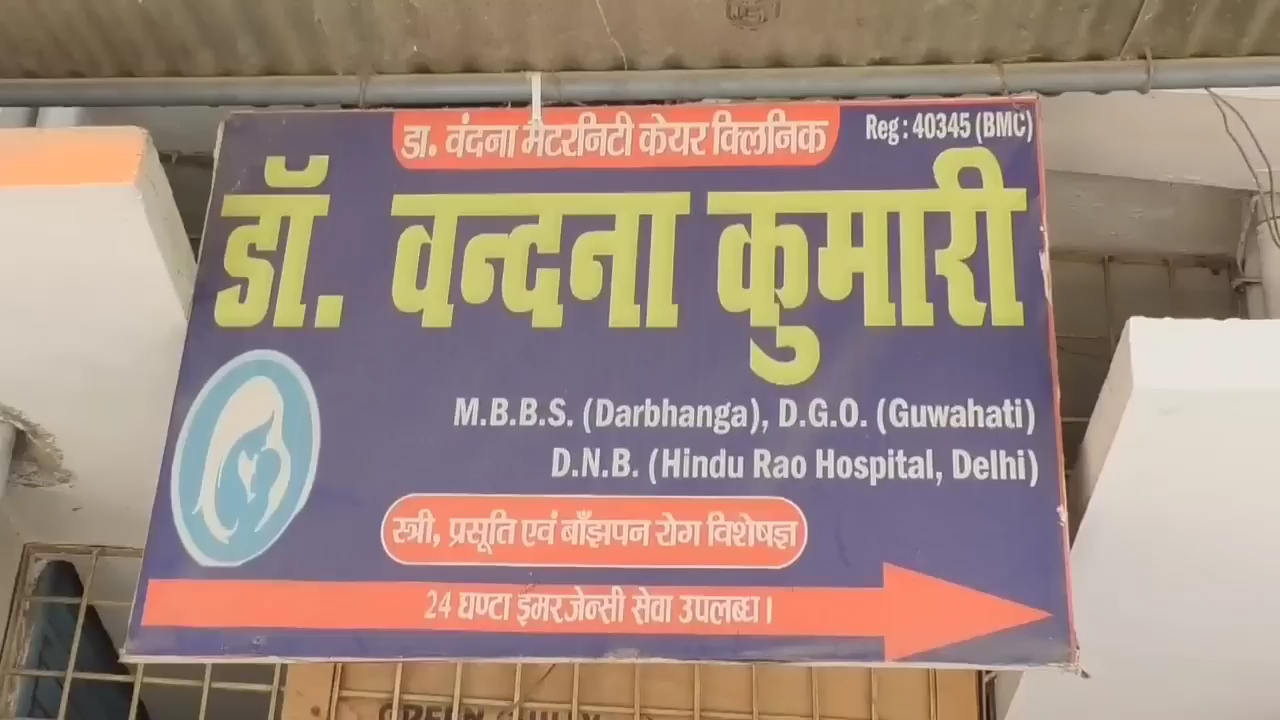 डा. वंदना मेटरनिटी केयर क्लिनिक
Reg : 40345 (BMC)
डॉ. वन्दना कुमारी
M.B.B.S. (Darbhanga), D.G.O. (Guwahati)
D.N.B. (Hindu Rao Hospital, Delhi)
स्त्री, प्रसूति एवं बाँझपन रोग विशेषज्ञ
24 घण्टा इमरजेन्सी सेवा उपलब्ध।